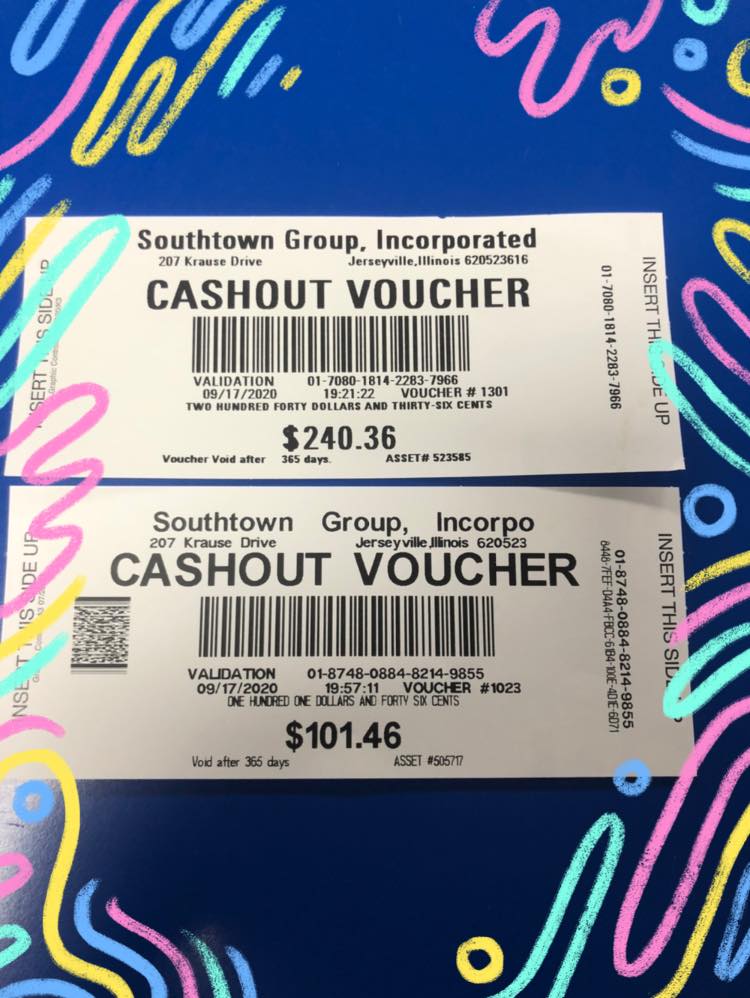 Southtown Group, Incorporated
207 Krause Drive Jerseyville,Illinois 620523616
CASHOUT VOUCHER
VALIDATION 01-7080-1814-2283-7966
09/17/2020 19:21:22 VOUCHER # 1301
TWO HUNDRED FORTY DOLLARS AND THIRTY-SIX CENTS
$240.36
Voucher Void after 365 days. ASSET# 523585
01-7080-1814-2283-7966
INSERT UP
SIDE UP
Southtown Group, Incorpo
207 Krause Drive Jerseyville,Illinois 620523
CASHOUT VOUCHER
VALIDATION 01-8748-0884-8214-9855
09/17/2020 19:57:11 VOUCHER #1023
ONE HUNDRED ONE DOLLARS AND FORTY SIX CENTS
$101.46
Void after 365 days ASSET #505717
01-8748-0884-8214-9855
INSERT THIS
UP